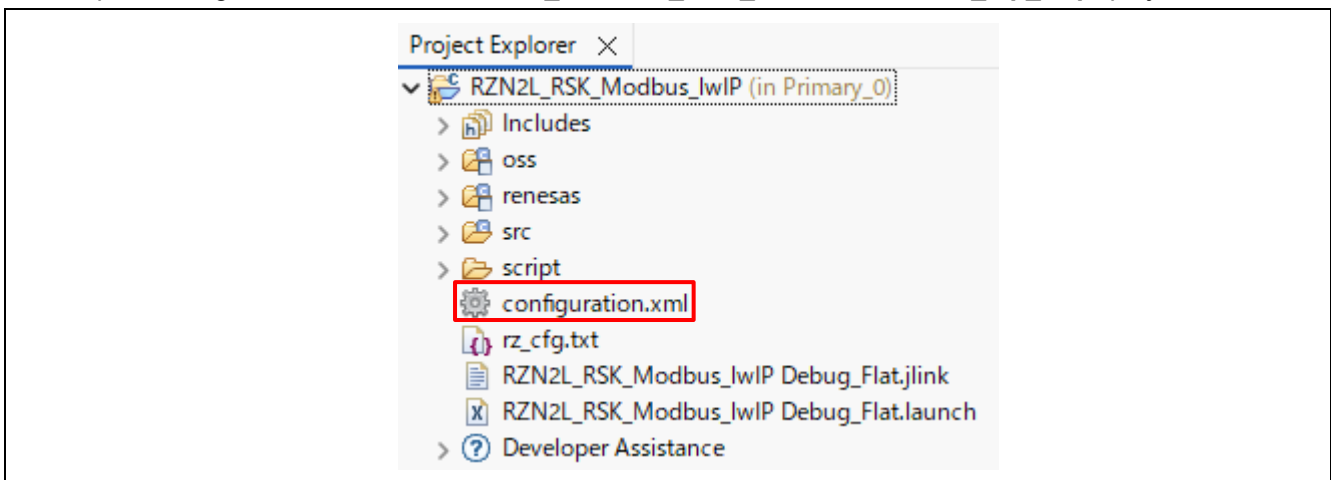 Project Explorer
RZN2L_RSK_Modbus_lwIP (in Primary_0)
Includes
oss
renesas
src
script
configuration.xml
rz_cfg.txt
RZN2L_RSK_Modbus_lwIP Debug_Flat.jlink
RZN2L_RSK_Modbus_lwIP Debug_Flat.launch
Developer Assistance